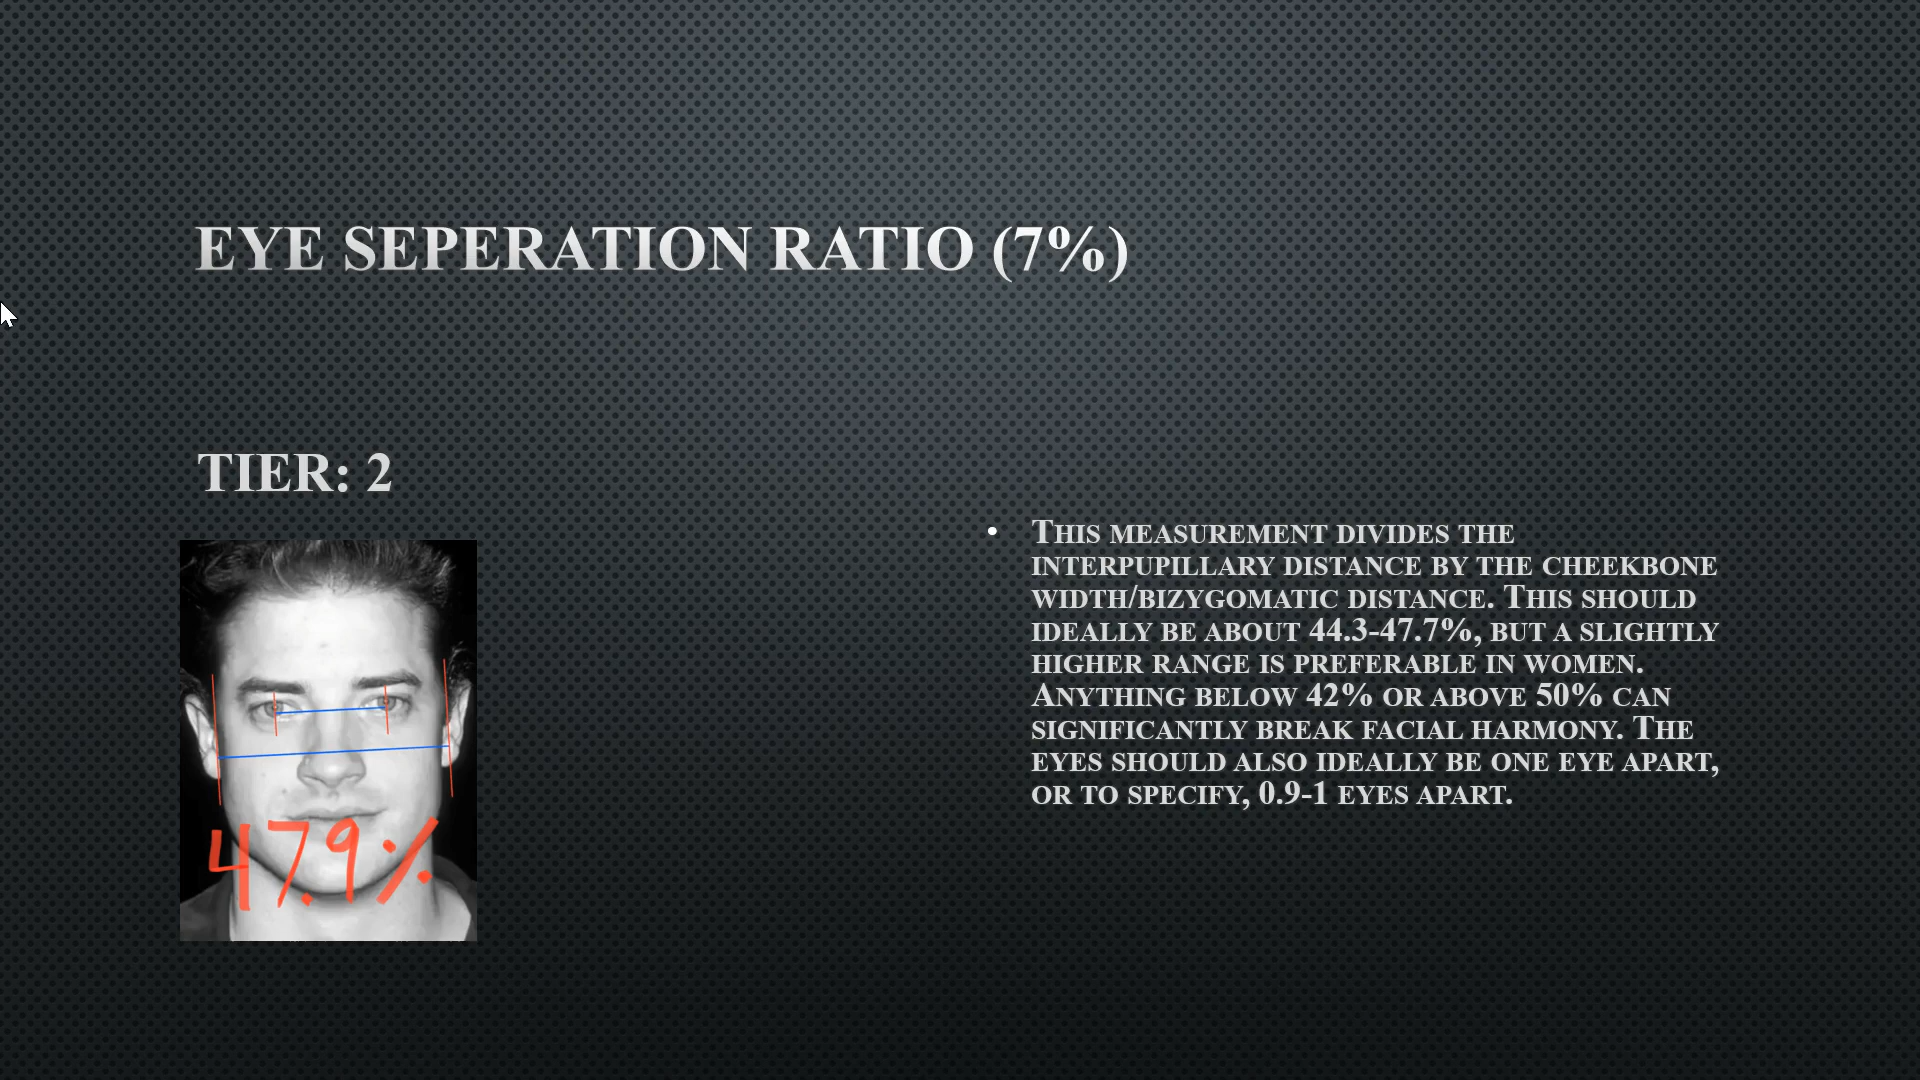 EYE SEPERATION RATIO (7%)
TIER: 2
47.9%
• THIS MEASUREMENT DIVIDES THE
INTERPUPILLARY DISTANCE BY THE CHEEKBONE
WIDTH/BIZYGOMATIC DISTANCE. THIS SHOULD
IDEALLY BE ABOUT 44.3-47.7%, BUT A SLIGHTLY
HIGHER RANGE IS PREFERABLE IN WOMEN.
ANYTHING BELOW 42% OR ABOVE 50% CAN
SIGNIFICANTLY BREAK FACIAL HARMONY. THE
EYES SHOULD ALSO IDEALLY BE ONE EYE APART,
OR TO SPECIFY, 0.9-1 EYES APART.